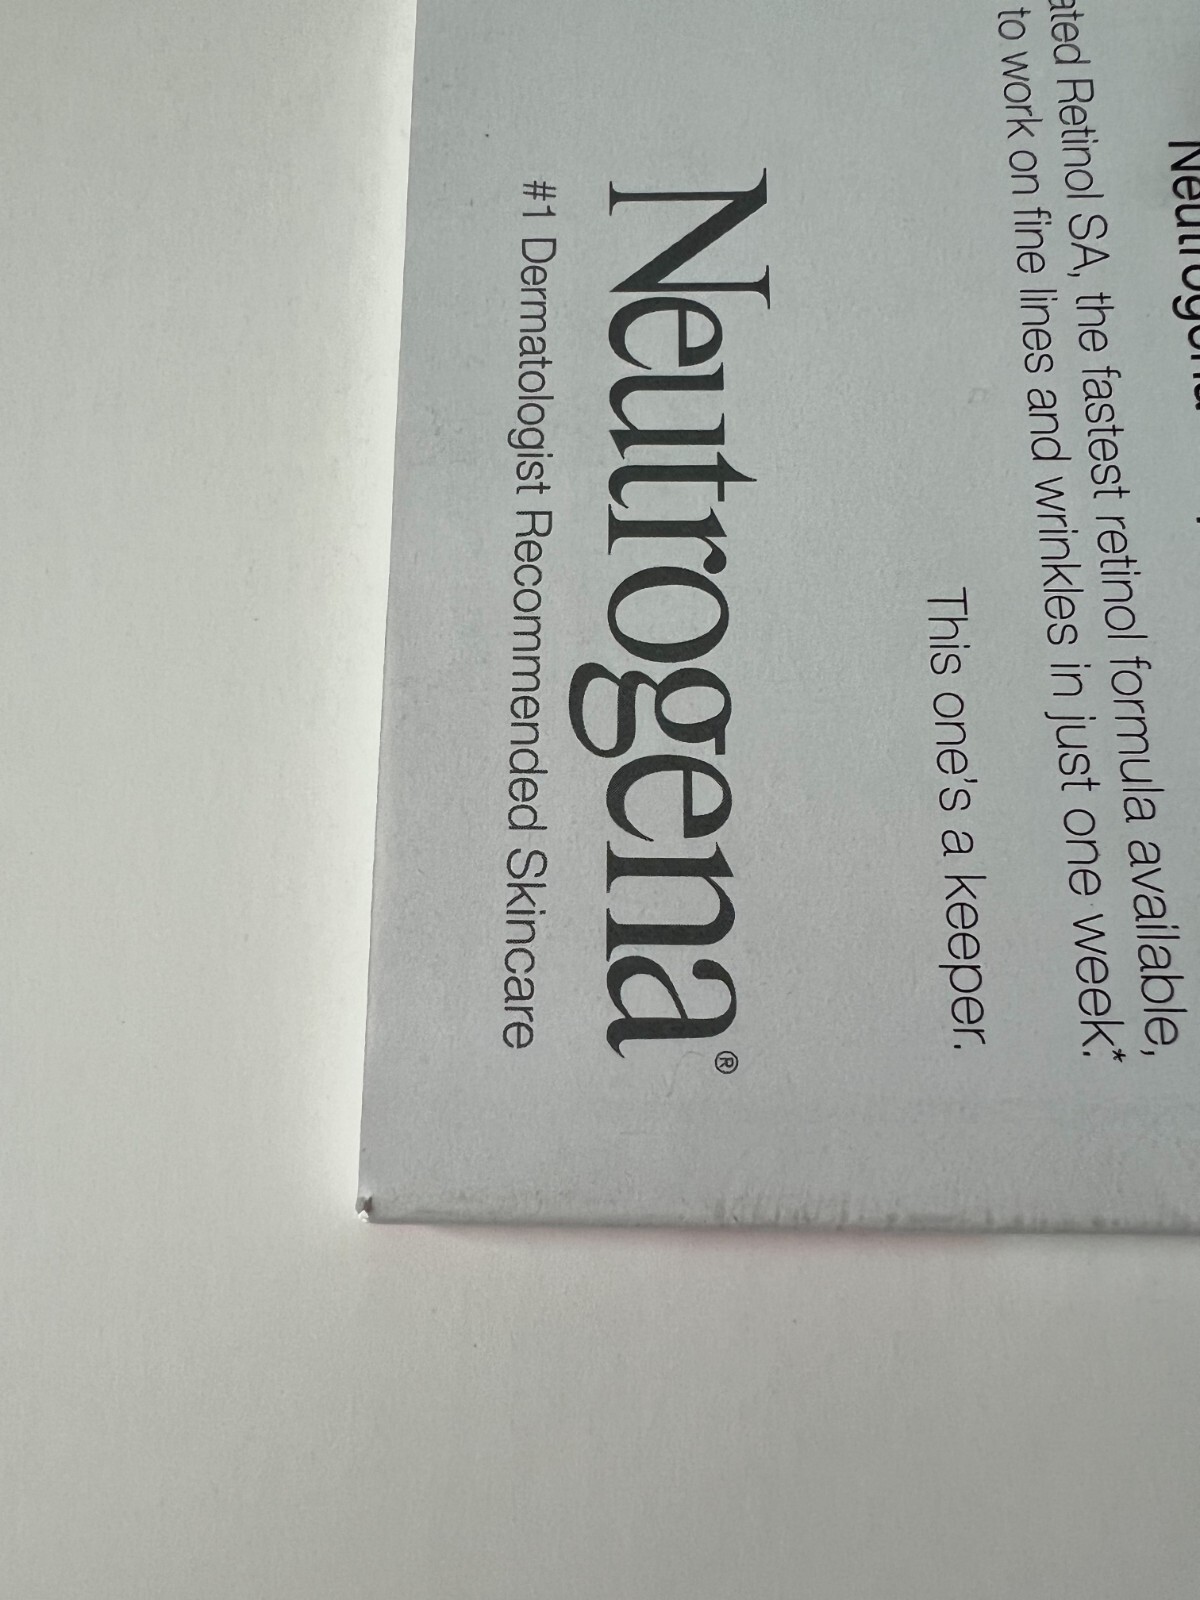 Neutrogena
ated Retinol SA, the fastest retinol formula available,
to work on fine lines and wrinkles in just one week.*
This one's a keeper.
Neutrogena®
#1 Dermatologist Recommended Skincare